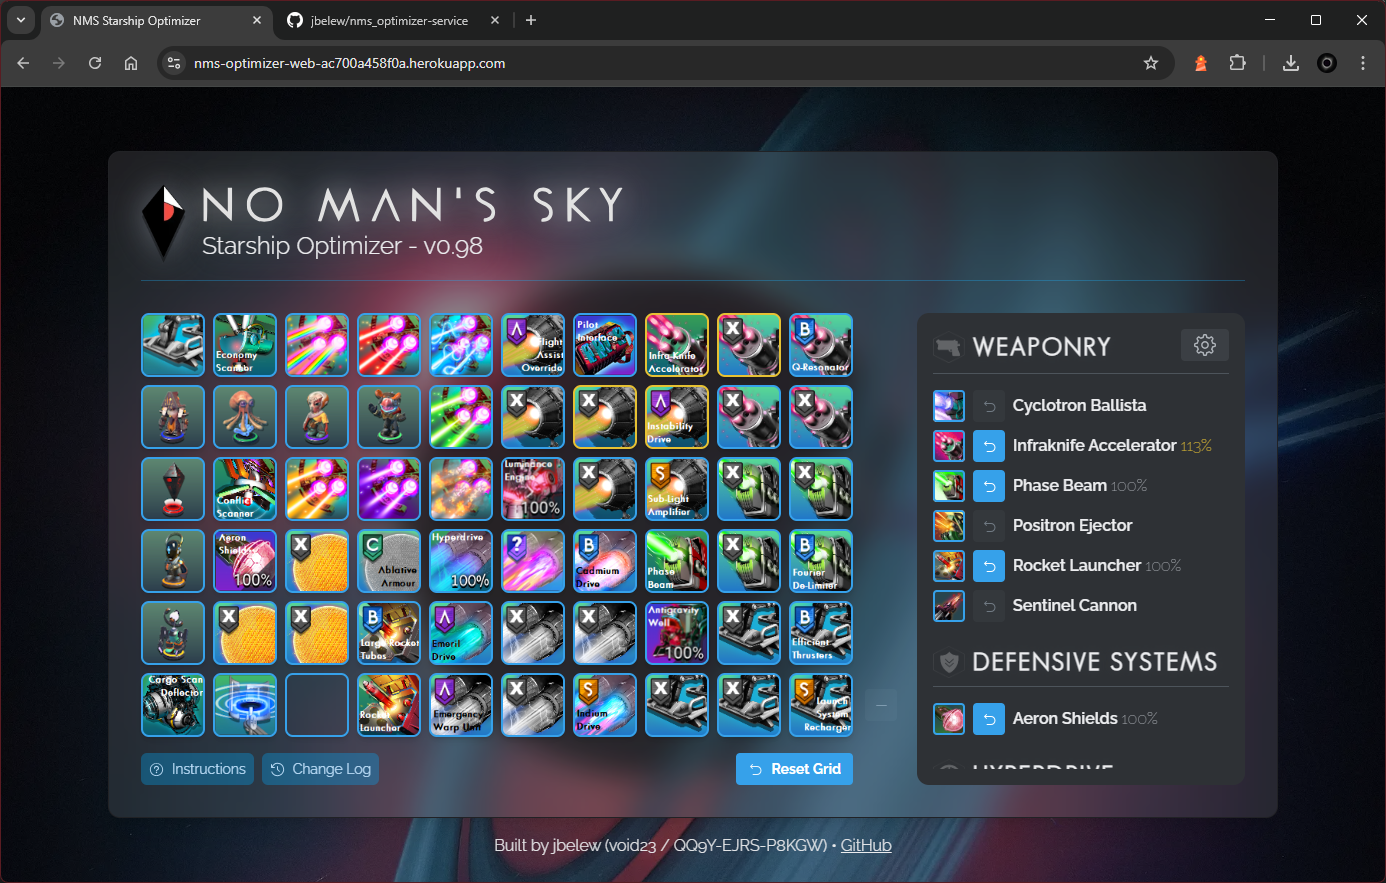 NMS Starship Optimizer
jbelew/nms_optimizer-service
nms-optimizer-web-ac700a458f0a.herokuapp.com
NO MAN'S SKY
Starship Optimizer - v0.98
Economy
Scanner
Flight
Assist
Override
Pilot
Interface
Infra-Knife
Accelerator
X
B
Q-Resonator
X
X
Instability
Drive
X
X
Conflict
Scanner
Luminance
Engine
100%
X
S
Sub-Light
Amplifier
X
X
Aeron
Shields
100%
X
C
Ablative
Armour
Hyperdrive
100%
?
B
Cadmium
Drive
Phase
Beam
X
B
Fourier
De-Limiter
X
X
B
Large Rocket
Tubes
Emeril
Drive
X
X
Antigravity
Well
100%
X
B
Efficient
Thrusters
Cargo Scan
Deflector
Rocket
Launcher
Emergency
Warp Unit
X
S
Indium
Drive
X
X
S
Launch
System
Recharger
Instructions
Change Log
Reset Grid
WEAPONRY
Cyclotron Ballista
Infraknife Accelerator 113%
Phase Beam 100%
Positron Ejector
Rocket Launcher 100%
Sentinel Cannon
DEFENSIVE SYSTEMS
Aeron Shields 100%
HYPERDRIVE
Built by jbelew (void23 / QQ9Y-EJRS-P8KGW) • GitHub